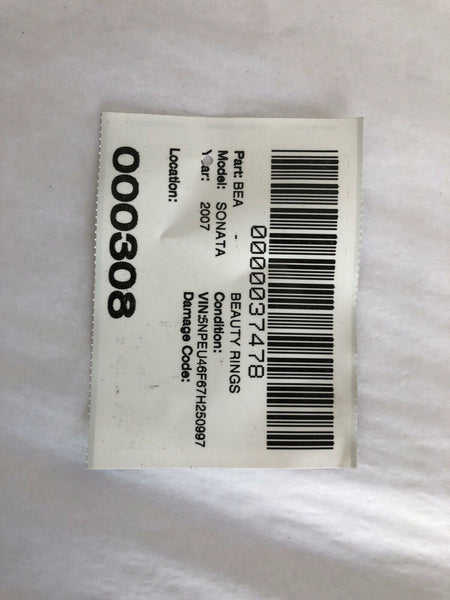 0000037478
Part: BEA - BEAUTY RINGS
Model: SONATA Condition:
Year: 2007 VIN:5NPEU46F67H250997
Location: Damage Code:
000308